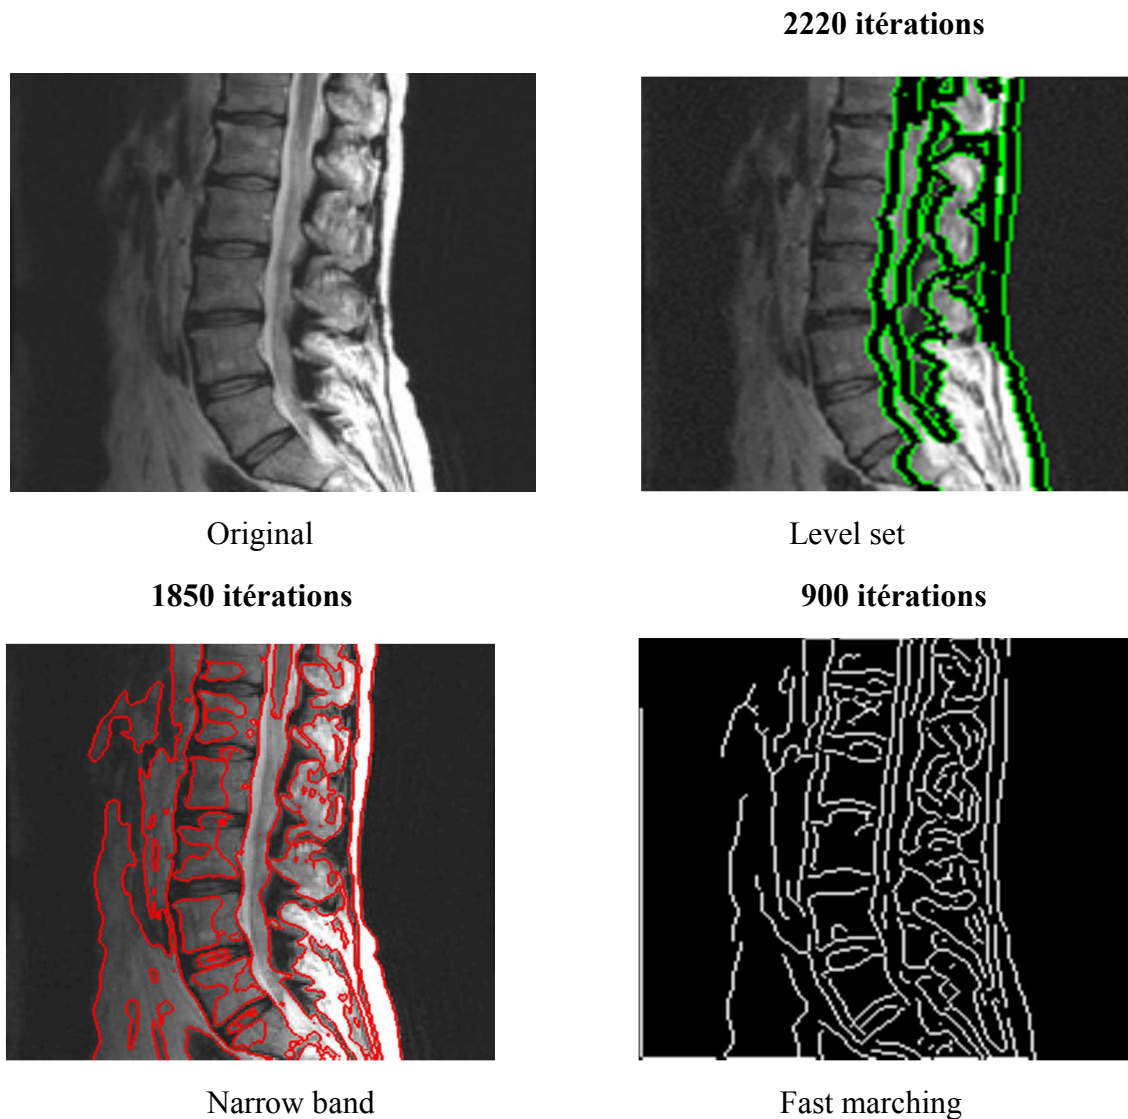 2220 itérations
Original
Level set
1850 itérations
900 itérations
Narrow band
Fast marching